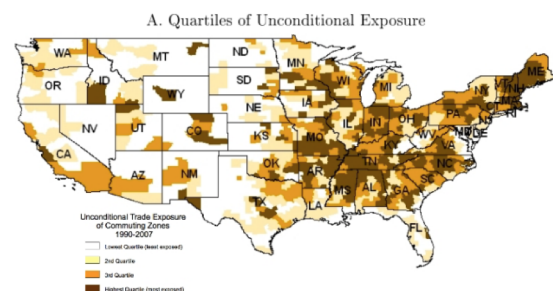 A. Quartiles of Unconditional Exposure
WA
MT
ND
MN
OR
ID
SD
WI
MI
NY
VT
NH
ME
WY
IA
NE
PA
MA
CT
RI
NV
UT
CO
KS
MO
IL
IN
OH
WV
MD
DE
NJ
CA
KY
VA
AZ
NM
OK
AR
TN
NC
SC
TX
LA
MS
AL
GA
FL
Unconditional Trade Exposure
of Commuting Zones
1990-2007
Lowest Quartile (least exposed)
2nd Quartile
3rd Quartile
Highest Quartile (most exposed)